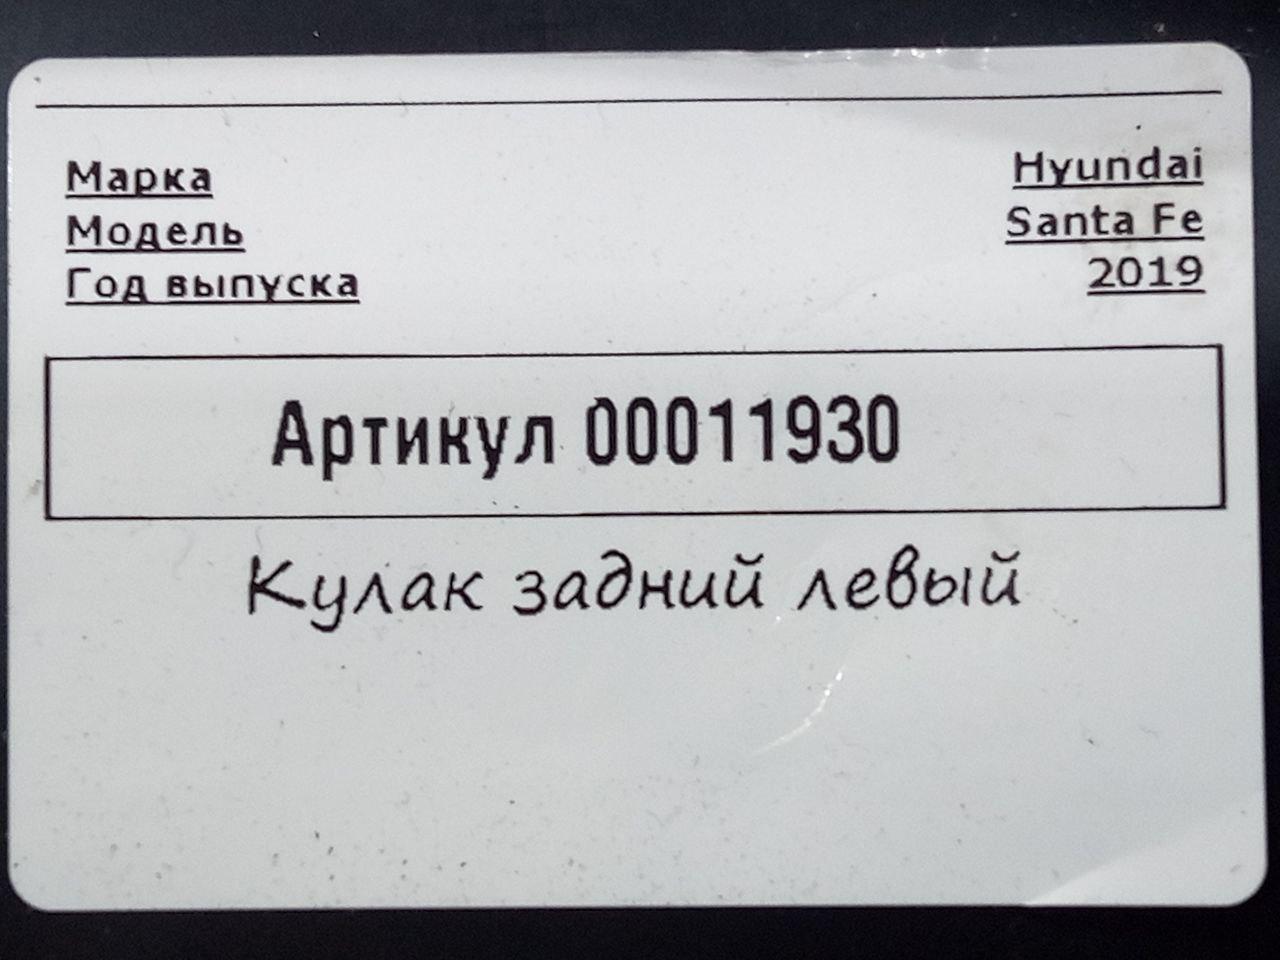 Марка Hyundai
Модель Santa Fe
Год выпуска 2019
Артикул 00011930
Кулак задний левый